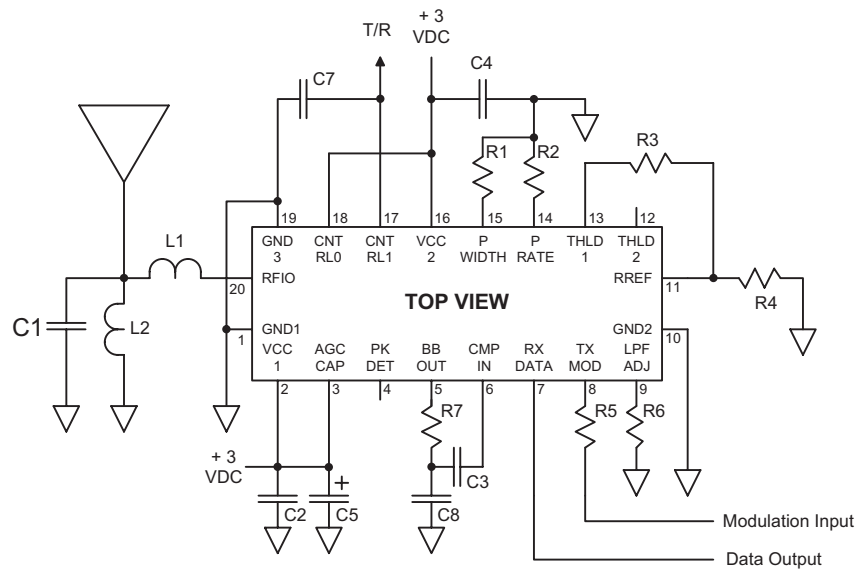 + 3
VDC
T/R
C7
C4
R1
R2
R3
19
18
17
16
15
14
13
12
GND
3
CNT
RL0
CNT
RL1
VCC
2
P
WIDTH
P
RATE
THLD
1
THLD
2
L1
20
RFIO
RREF
11
R4
TOP VIEW
C1
L2
1
GND1
GND2
10
VCC
1
AGC
CAP
PK
DET
BB
OUT
CMP
IN
RX
DATA
TX
MOD
LPF
ADJ
2
3
4
5
6
7
8
9
R7
R5
R6
+ 3
VDC
+
C2
C5
C8
C3
Modulation Input
Data Output